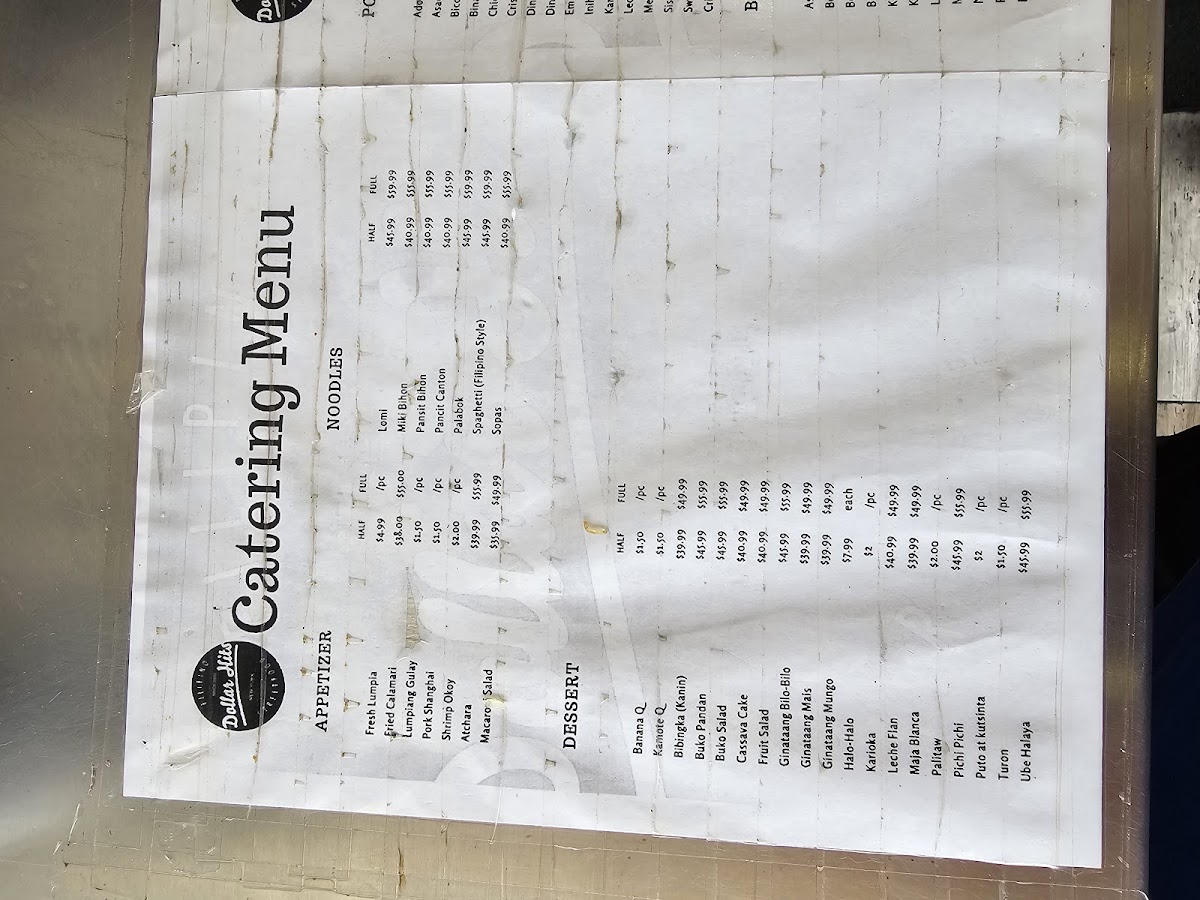 FILIPINO
Dollar Hits
Catering Menu
APPETIZER
HALF FULL
Fresh Lumpia $4.99 /pc
Fried Calamari $38.00 $55.00
Lumpiang Gulay $1.50 /pc
Pork Shanghai $1.50 /pc
Shrimp Okoy $2.00 /pc
Atchara $39.99 $55.99
Macaro Salad $35.99 $49.99
NOODLES
HALF FULL
Lomi $45.99 $59.99
Miki Bihon $40.99 $55.99
Pansit Bihon $40.99 $55.99
Pancit Canton $40.99 $55.99
Palabok $45.99 $59.99
Spaghetti (Filipino Style) $45.99 $59.99
Sopas $40.99 $55.99
DESSERT
HALF FULL
Banana Q $1.50 /pc
Kamote Q $1.50 /pc
Bibingka (Kanin) $39.99 $49.99
Buko Pandan $45.99 $55.99
Buko Salad $45.99 $55.99
Cassava Cake $40.99 $49.99
Fruit Salad $40.99 $49.99
Ginataang Bilo-Bilo $45.99 $55.99
Ginataang Mais $39.99 $49.99
Ginataang Mungo $39.99 $49.99
Halo-Halo $7.99 each
Karioka $2 /pc
Leche Flan $40.99 $49.99
Maja Blanca $39.99 $49.99
Palitaw $2.00 /pc
Pichi Pichi $45.99 $55.99
Puto at kutsinta $2 /pc
Turon $1.50 /pc
Ube Halaya $45.99 $55.99